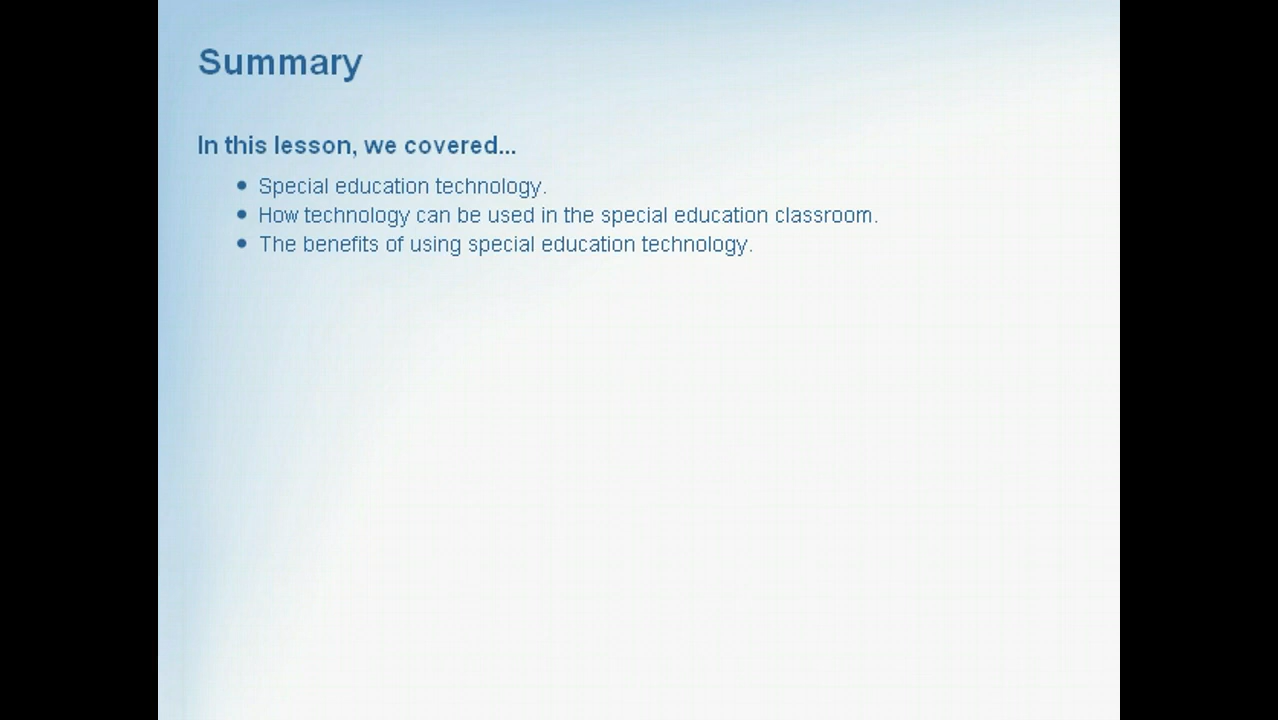 Summary
In this lesson, we covered...
• Special education technology.
• How technology can be used in the special education classroom.
• The benefits of using special education technology.